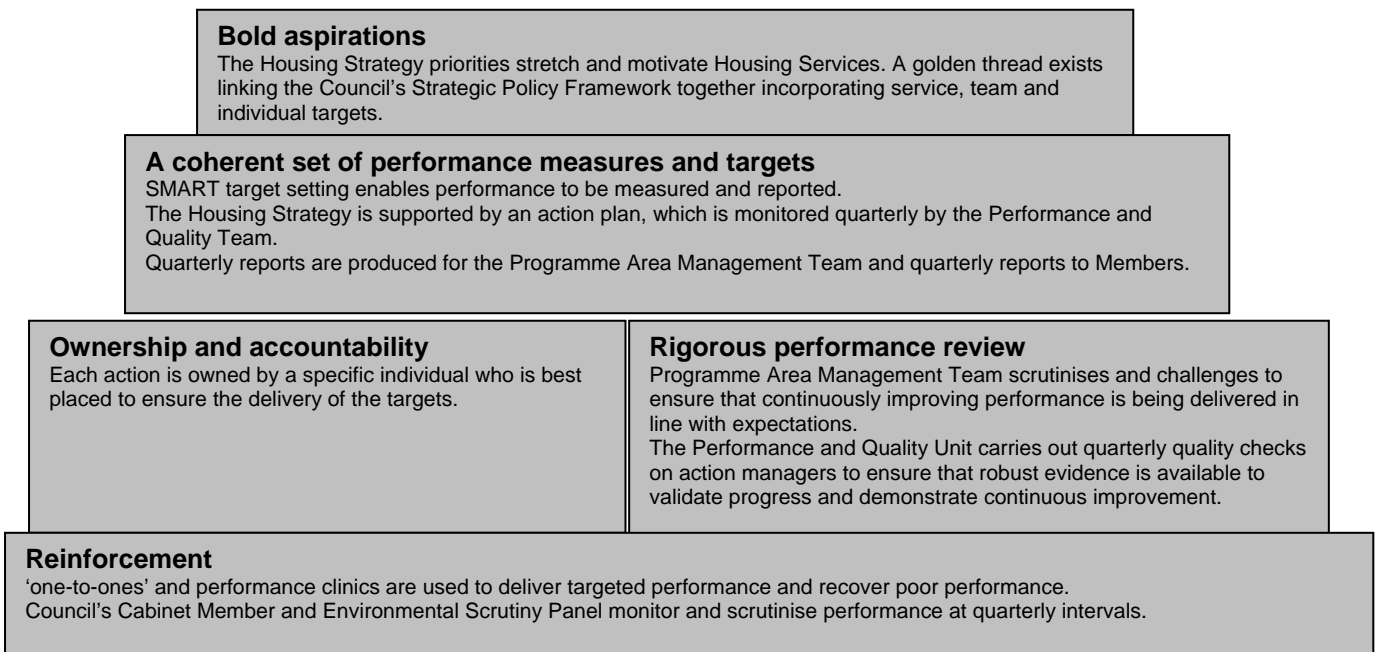 Bold aspirations
The Housing Strategy priorities stretch and motivate Housing Services. A golden thread exists
linking the Council's Strategic Policy Framework together incorporating service, team and
individual targets.
A coherent set of performance measures and targets
SMART target setting enables performance to be measured and reported.
The Housing Strategy is supported by an action plan, which is monitored quarterly by the Performance and
Quality Team.
Quarterly reports are produced for the Programme Area Management Team and quarterly reports to Members.
Ownership and accountability
Each action is owned by a specific individual who is best
placed to ensure the delivery of the targets.
Rigorous performance review
Programme Area Management Team scrutinises and challenges to
ensure that continuously improving performance is being delivered in
line with expectations.
The Performance and Quality Unit carries out quarterly quality checks
on action managers to ensure that robust evidence is available to
validate progress and demonstrate continuous improvement.
Reinforcement
'one-to-ones' and performance clinics are used to deliver targeted performance and recover poor performance.
Council's Cabinet Member and Environmental Scrutiny Panel monitor and scrutinise performance at quarterly intervals.